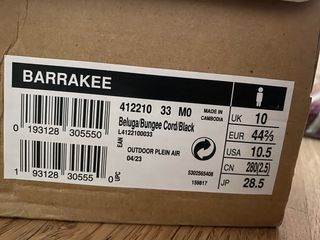 BARRAKEE
412210 33 M0
Beluga/Bungee Cord/Black
L4122100033
MADE IN
CAMBODIA
0 193128 305550
EAN
1 93128 30555 0
UPC
OUTDOOR PLEIN AIR
04/23
5302565408
159817
UK 10
EUR 44⅔
USA 10.5
CN 280(2.5)
JP 28.5